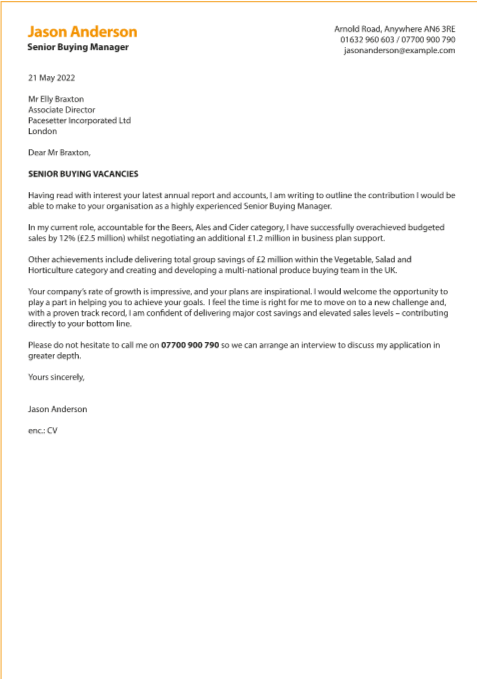 Jason Anderson
Senior Buying Manager
Arnold Road, Anywhere AN6 3RE
01632 960 603 / 07700 900 790
jasonanderson@example.com
21 May 2022
Mr Elly Braxton
Associate Director
Pacesetter Incorporated Ltd
London
Dear Mr Braxton,
SENIOR BUYING VACANCIES
Having read with interest your latest annual report and accounts, I am writing to outline the contribution I would be
able to make to your organisation as a highly experienced Senior Buying Manager.
In my current role, accountable for the Beers, Ales and Cider category, I have successfully overachieved budgeted
sales by 12% (£2.5 million) whilst negotiating an additional £1.2 million in business plan support.
Other achievements include delivering total group savings of £2 million within the Vegetable, Salad and
Horticulture category and creating and developing a multi-national produce buying team in the UK.
Your company's rate of growth is impressive, and your plans are inspirational. I would welcome the opportunity to
play a part in helping you to achieve your goals. I feel the time is right for me to move on to a new challenge and,
with a proven track record, I am confident of delivering major cost savings and elevated sales levels – contributing
directly to your bottom line.
Please do not hesitate to call me on 07700 900 790 so we can arrange an interview to discuss my application in
greater depth.
Yours sincerely,
Jason Anderson
enc.: CV